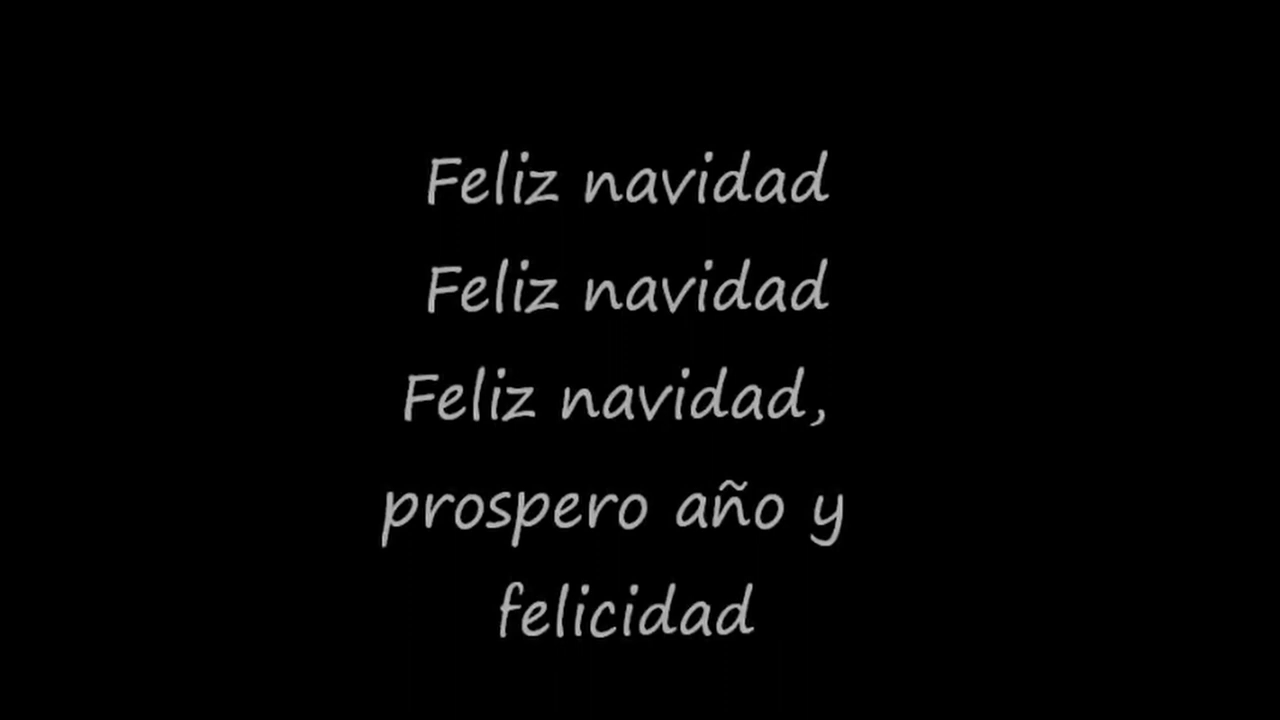 Feliz navidad
Feliz navidad
Feliz navidad,
prospero año y
felicidad